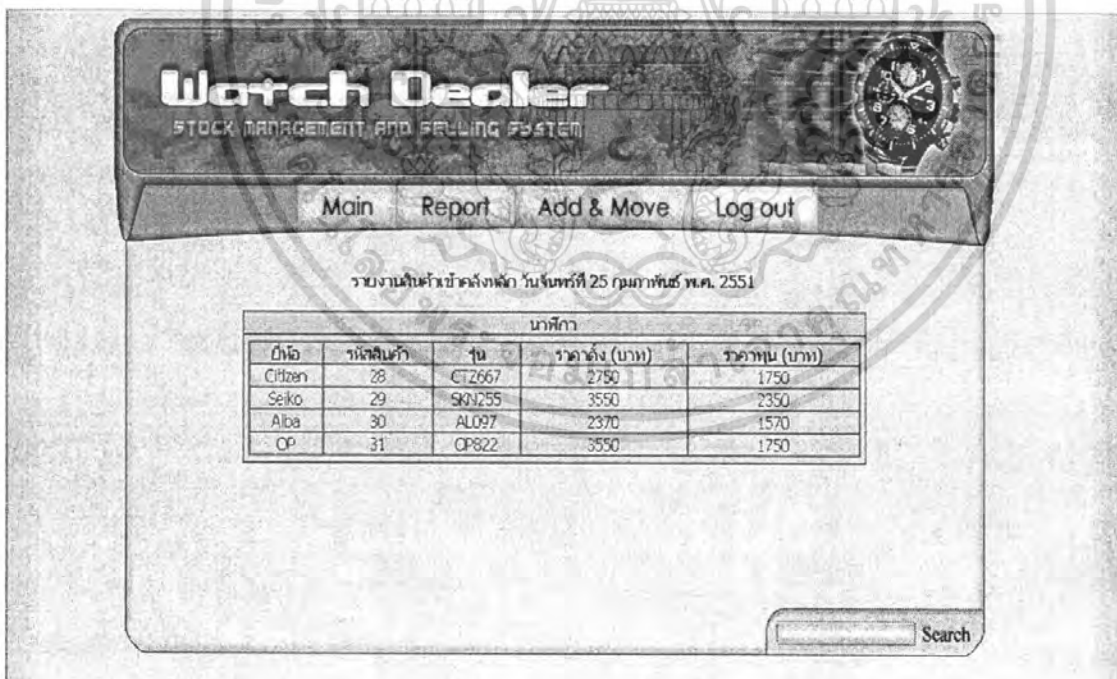 Watch Dealer
STOCK MANAGEMENT AND SELLING SYSTEM
Main Report Add & Move Log out
รายงานสินค้าเข้าคลังหลัก วันจันทร์ที่ 25 กุมภาพันธ์ พ.ศ. 2551
นาฬิกา
ยี่ห้อ รหัสสินค้า รุ่น ราคาตั้ง (บาท) ราคาทุน (บาท)
Citizen 28 CT2667 2750 1750
Seiko 29 SKN255 3550 2350
Alba 30 AL097 2370 1570
OP 31 OP822 3550 1750
Search